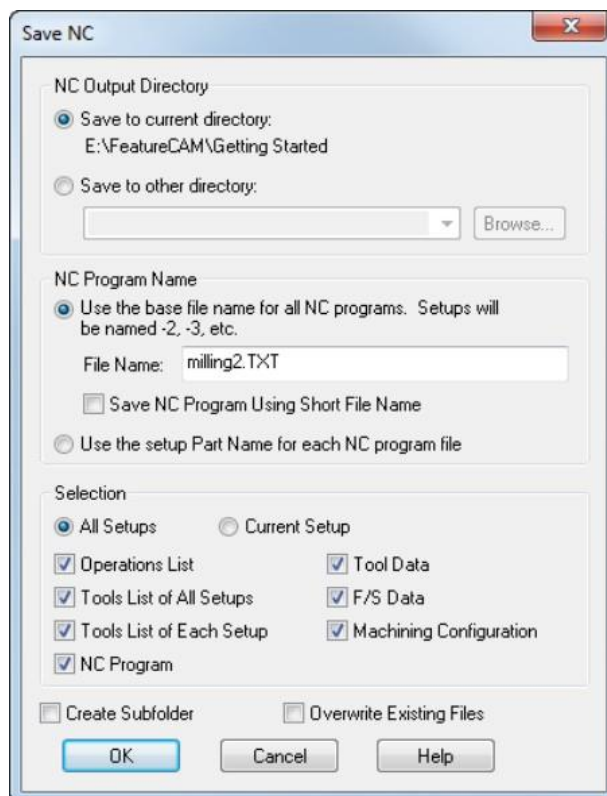 Save NC
NC Output Directory
Save to current directory:
E:\FeatureCAM\Getting Started
Save to other directory:
Browse...
NC Program Name
Use the base file name for all NC programs.  Setups will
be named -2, -3, etc.
File Name: milling2.TXT
Save NC Program Using Short File Name
Use the setup Part Name for each NC program file
Selection
All Setups Current Setup
Operations List Tool Data
Tools List of All Setups F/S Data
Tools List of Each Setup Machining Configuration
NC Program
Create Subfolder Overwrite Existing Files
OK Cancel Help